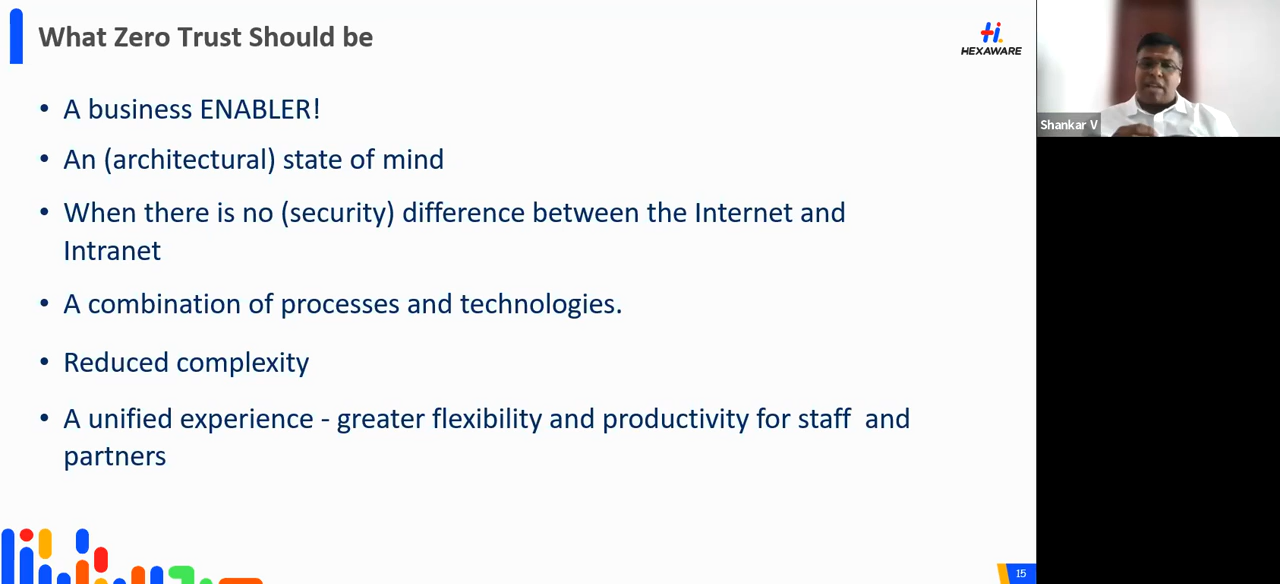 What Zero Trust Should be
HEXAWARE
Shankar V
• A business ENABLER!
• An (architectural) state of mind
• When there is no (security) difference between the Internet and
Intranet
• A combination of processes and technologies.
• Reduced complexity
• A unified experience - greater flexibility and productivity for staff  and
partners
15